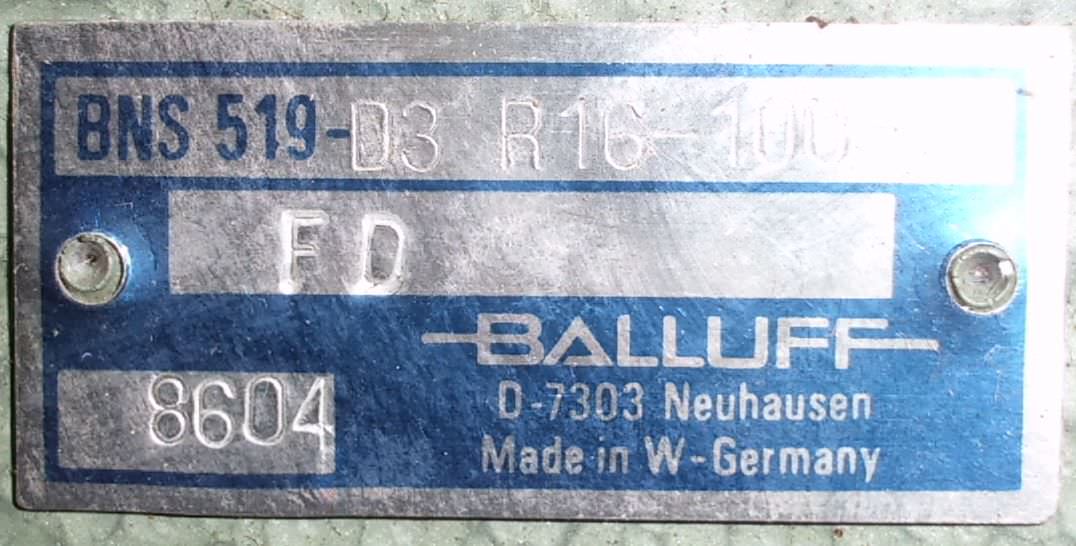 BNS 519-D3 R16-100
FD
BALLUFF
8604
D-7303 Neuhausen
Made in W-Germany